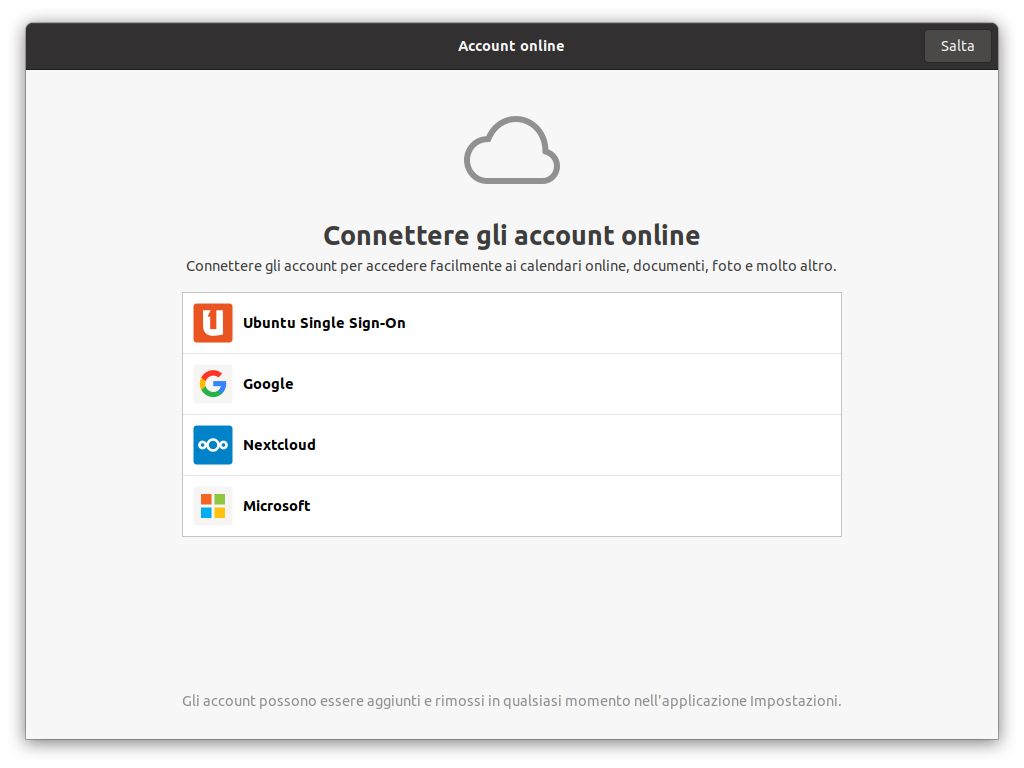 Account online
Salta
Connettere gli account online
Connettere gli account per accedere facilmente ai calendari online, documenti, foto e molto altro.
Ubuntu Single Sign-On
Google
Nextcloud
Microsoft
Gli account possono essere aggiunti e rimossi in qualsiasi momento nell'applicazione Impostazioni.